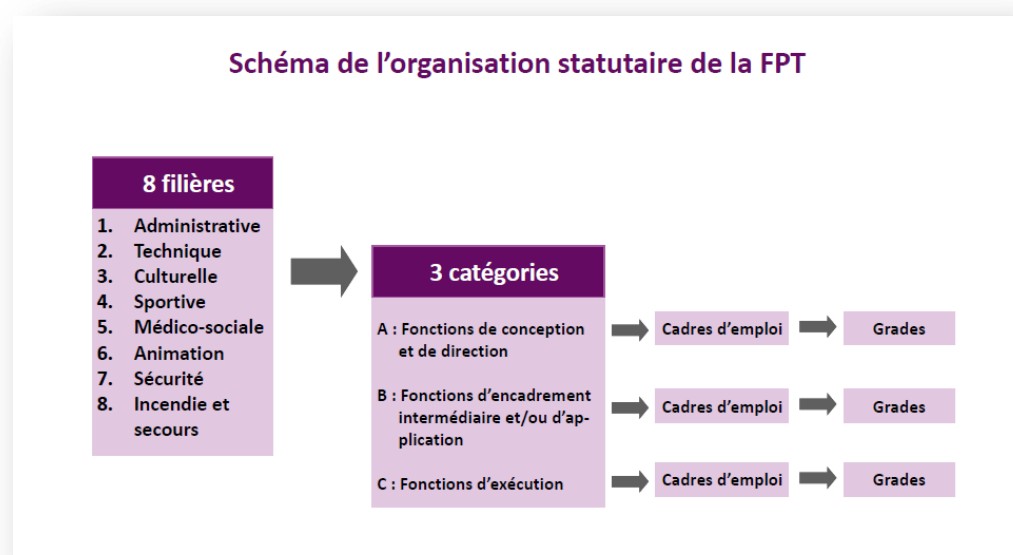 Schéma de l'organisation statutaire de la FPT
8 filières
1. Administrative
2. Technique
3. Culturelle
4. Sportive
5. Médico-sociale
6. Animation
7. Sécurité
8. Incendie et
secours
3 catégories
A : Fonctions de conception
et de direction
B : Fonctions d'encadrement
intermédiaire et/ou d'ap-
plication
C : Fonctions d'exécution
Cadres d'emploi
Grades
Cadres d'emploi
Grades
Cadres d'emploi
Grades